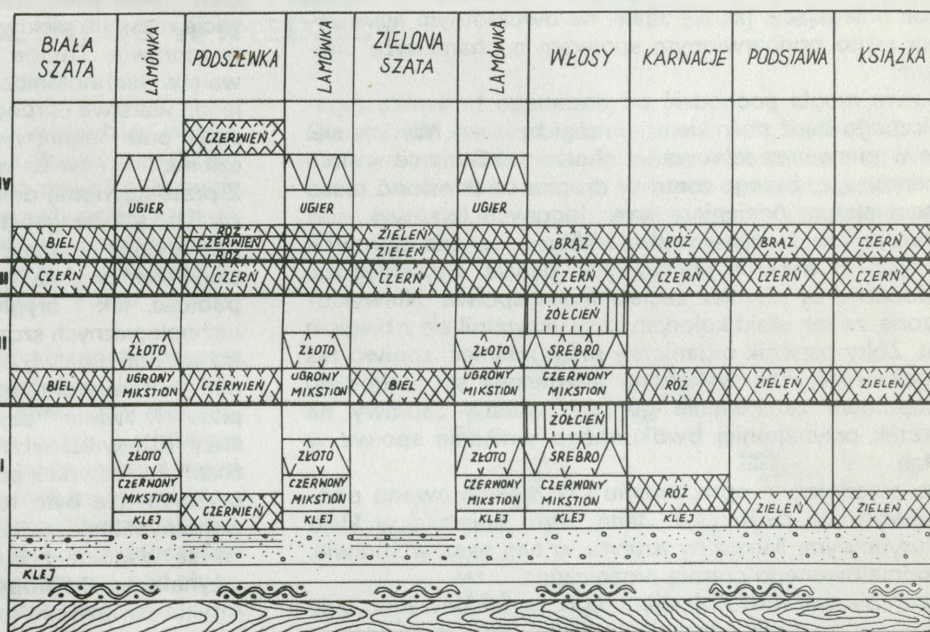 BIAŁA SZATA
LAMÓWKA
PODSZEWKA
LAMÓWKA
ZIELONA SZATA
LAMÓWKA
WŁOSY
KARNACJE
PODSTAWA
KSIĄŻKA
CZERWIEŃ
IV
UGIER
UGIER
BIEL
RÓŻ
CZERWIEŃ
RÓŻ
ZIELEŃ
ZIELEŃ
BRĄZ
RÓŻ
BRĄZ
CZERŃ
III
CZERŃ
CZERŃ
CZERŃ
CZERŃ
CZERŃ
CZERŃ
CZERŃ
ŻÓŁCIEŃ
II
ZŁOTO
ZŁOTO
ZŁOTO
SREBRO
BIEL
UGROWY MIKSTION
CZERWIEŃ
UGROWY MIKSTION
BIEL
UGROWY MIKSTION
CZERWONY MIKSTION
RÓŻ
ZIELEŃ
ZIELEŃ
ŻÓŁCIEŃ
I
ZŁOTO
ZŁOTO
ZŁOTO
SREBRO
CZERWONY MIKSTION
KLEJ
CZERWIEŃ
CZERWONY MIKSTION
KLEJ
CZERWONY MIKSTION
KLEJ
CZERWONY MIKSTION
KLEJ
RÓŻ
KLEJ
ZIELEŃ
ZIELEŃ
KLEJ